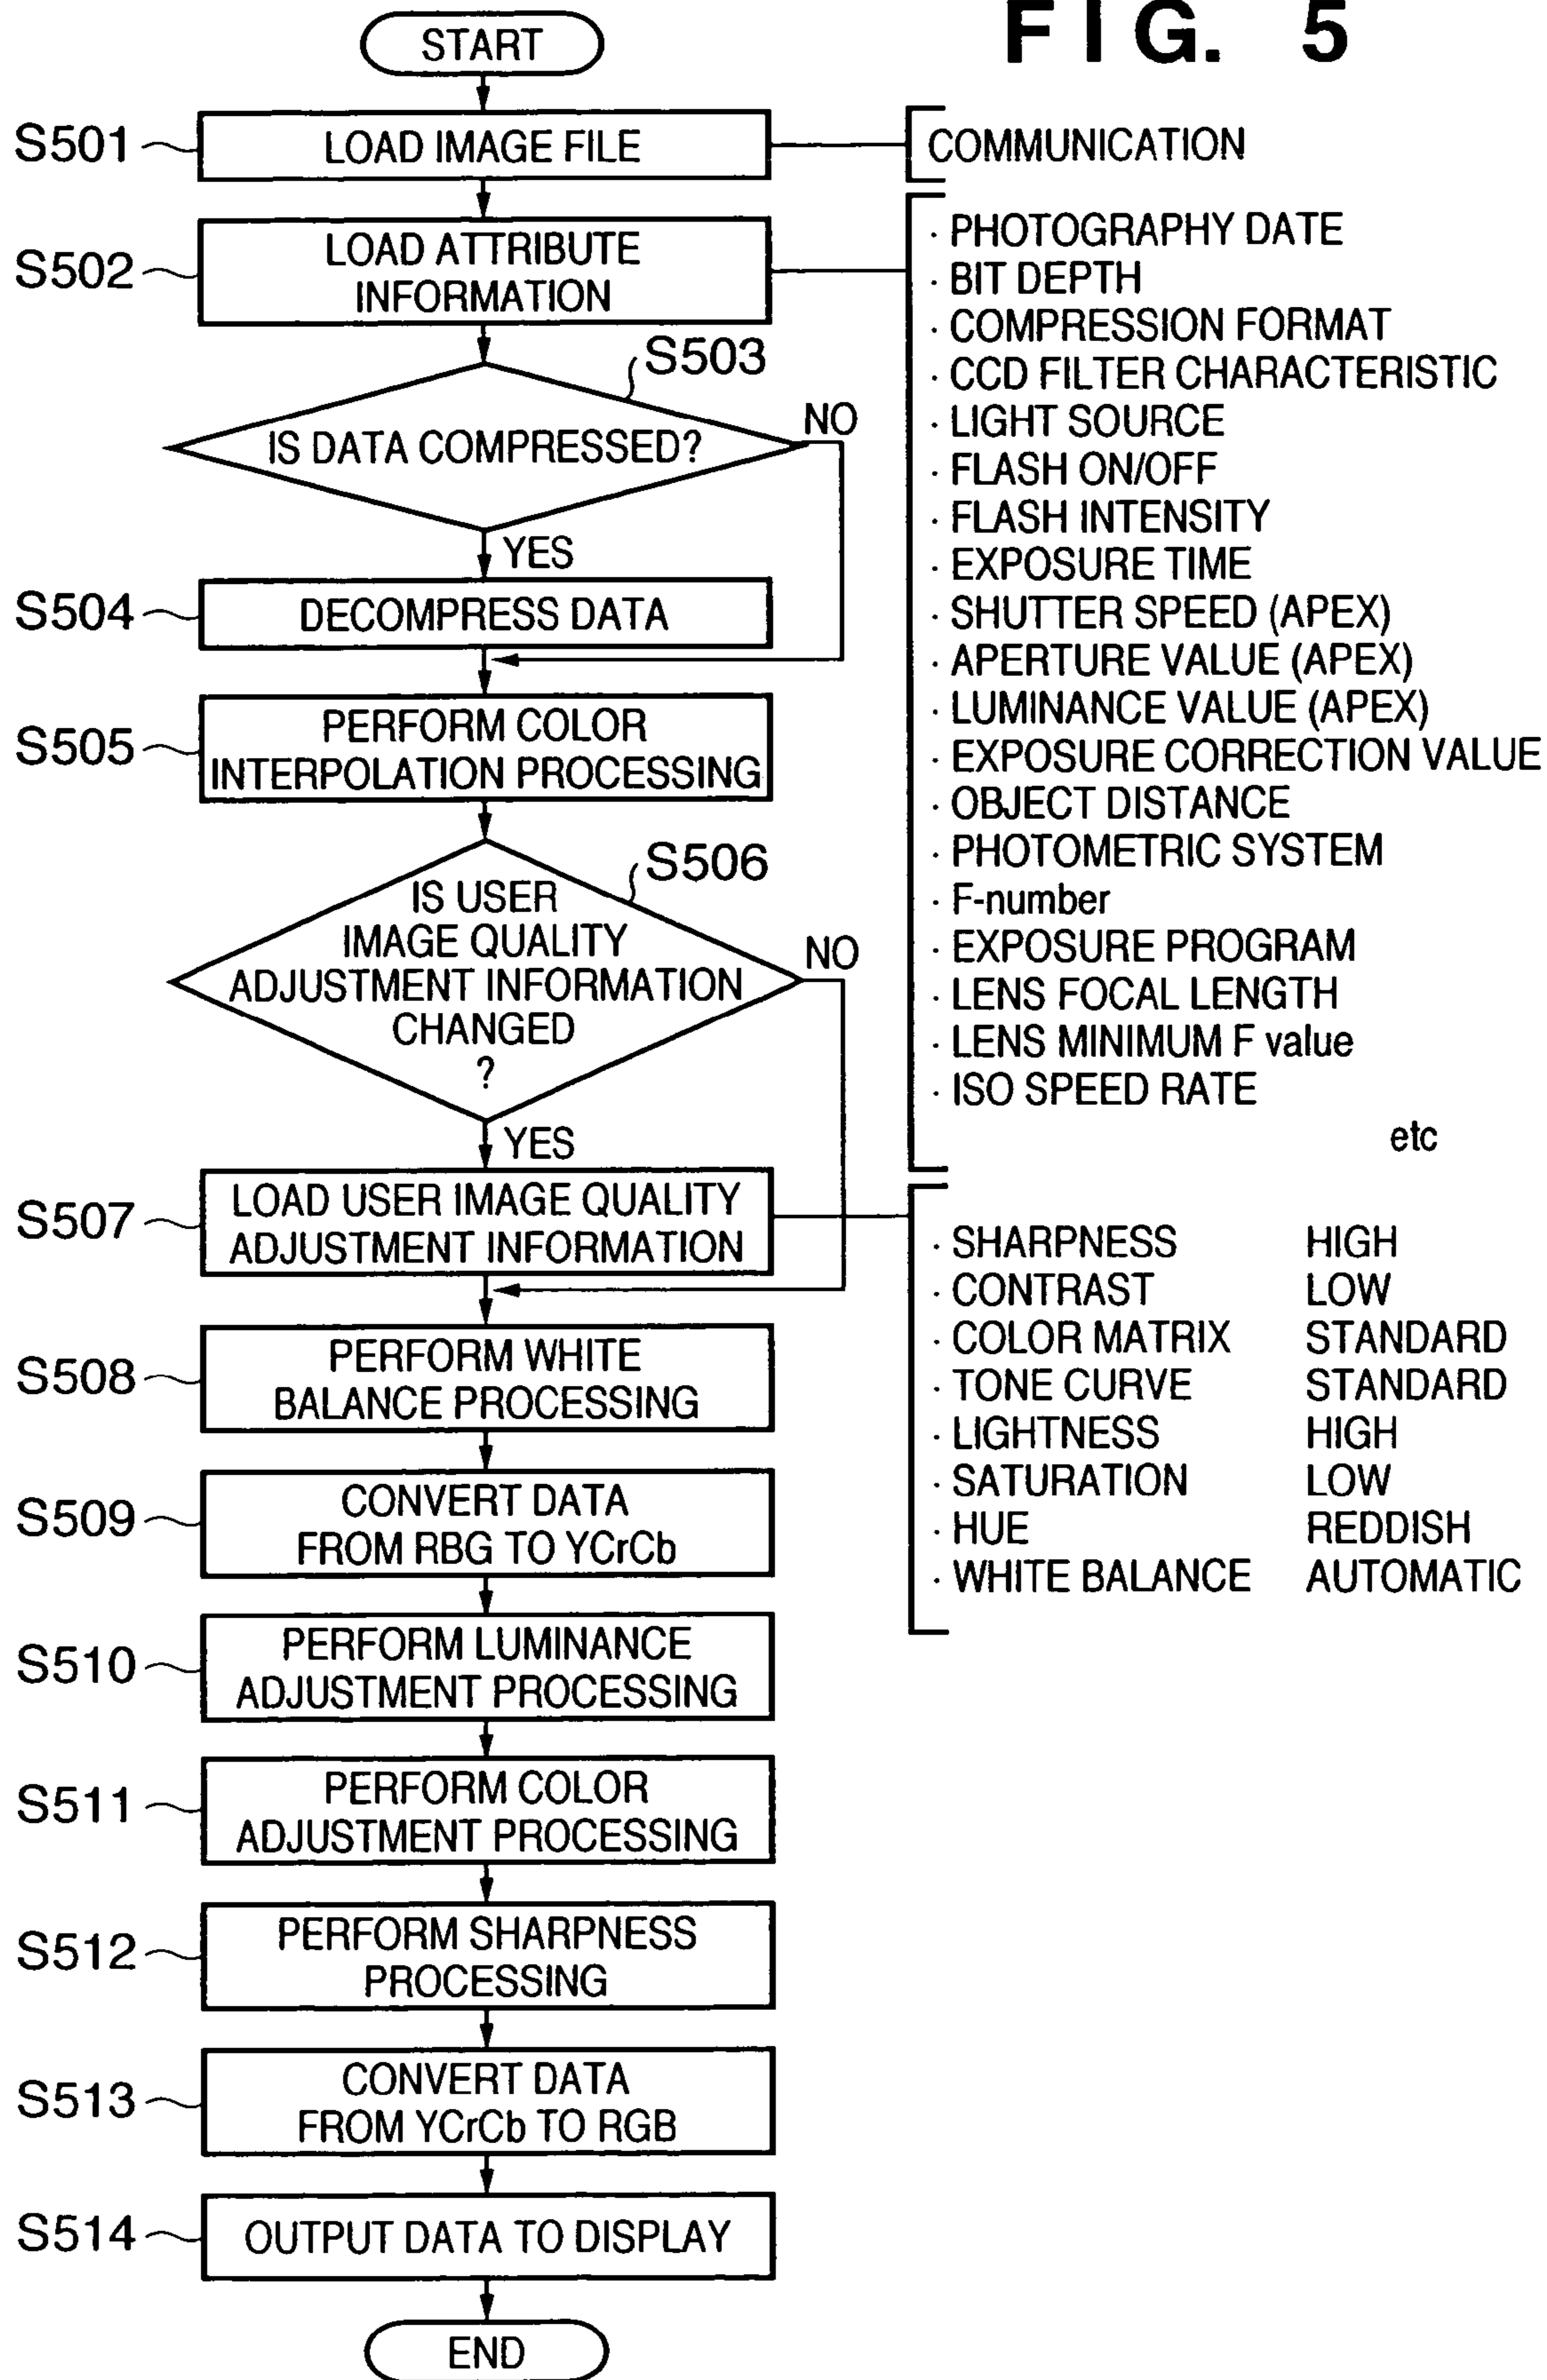 FIG. 5
START
S501
LOAD IMAGE FILE
COMMUNICATION
S502
LOAD ATTRIBUTE
INFORMATION
· PHOTOGRAPHY DATE
· BIT DEPTH
· COMPRESSION FORMAT
· CCD FILTER CHARACTERISTIC
· LIGHT SOURCE
· FLASH ON/OFF
· FLASH INTENSITY
· EXPOSURE TIME
· SHUTTER SPEED (APEX)
· APERTURE VALUE (APEX)
· LUMINANCE VALUE (APEX)
· EXPOSURE CORRECTION VALUE
· OBJECT DISTANCE
· PHOTOMETRIC SYSTEM
· F-number
· EXPOSURE PROGRAM
· LENS FOCAL LENGTH
· LENS MINIMUM F value
· ISO SPEED RATE
etc
S503
IS DATA COMPRESSED?
NO
YES
S504
DECOMPRESS DATA
S505
PERFORM COLOR
INTERPOLATION PROCESSING
S506
IS USER
IMAGE QUALITY
ADJUSTMENT INFORMATION
CHANGED
?
NO
YES
S507
LOAD USER IMAGE QUALITY
ADJUSTMENT INFORMATION
· SHARPNESS HIGH
· CONTRAST LOW
· COLOR MATRIX STANDARD
· TONE CURVE STANDARD
· LIGHTNESS HIGH
· SATURATION LOW
· HUE REDDISH
· WHITE BALANCE AUTOMATIC
S508
PERFORM WHITE
BALANCE PROCESSING
S509
CONVERT DATA
FROM RBG TO YCrCb
S510
PERFORM LUMINANCE
ADJUSTMENT PROCESSING
S511
PERFORM COLOR
ADJUSTMENT PROCESSING
S512
PERFORM SHARPNESS
PROCESSING
S513
CONVERT DATA
FROM YCrCb TO RGB
S514
OUTPUT DATA TO DISPLAY
END